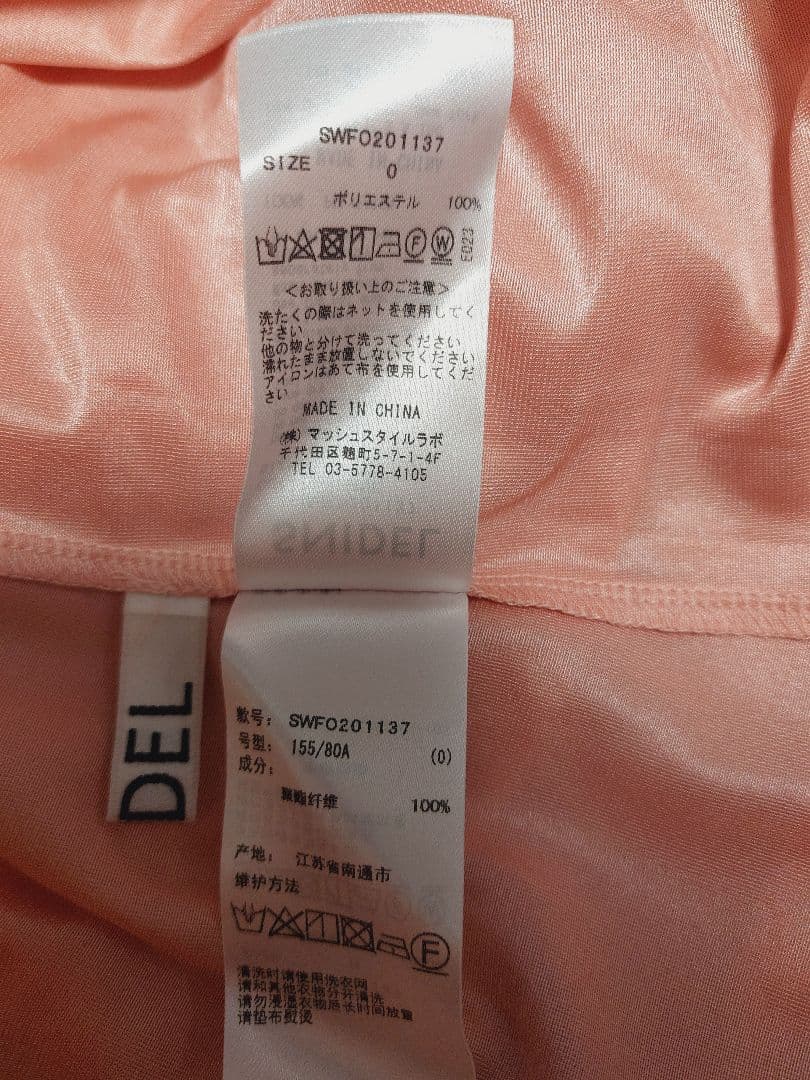 SWFO201137
SIZE 0
ポリエステル 100%
F W E023
<お取り扱い上のご注意>
洗たくの際はネットを使用してく
ださい
他の物と分けて洗ってください
濡れたまま放置しないでください
アイロンはあて布を使用してくだ
さい
MADE IN CHINA
(株)マッシュスタイルラボ
千代田区麹町5-7-1-4F
TEL 03-5778-4105
SNIDEL
DEL
款号: SWFO201137
号型: 155/80A (0)
成分:
聚酯纤维 100%
产地: 江苏省南通市
维护方法
F
清洗时请使用洗衣网
请和其他衣物分开清洗
请勿浸湿衣物后长时间放置
请垫布熨烫